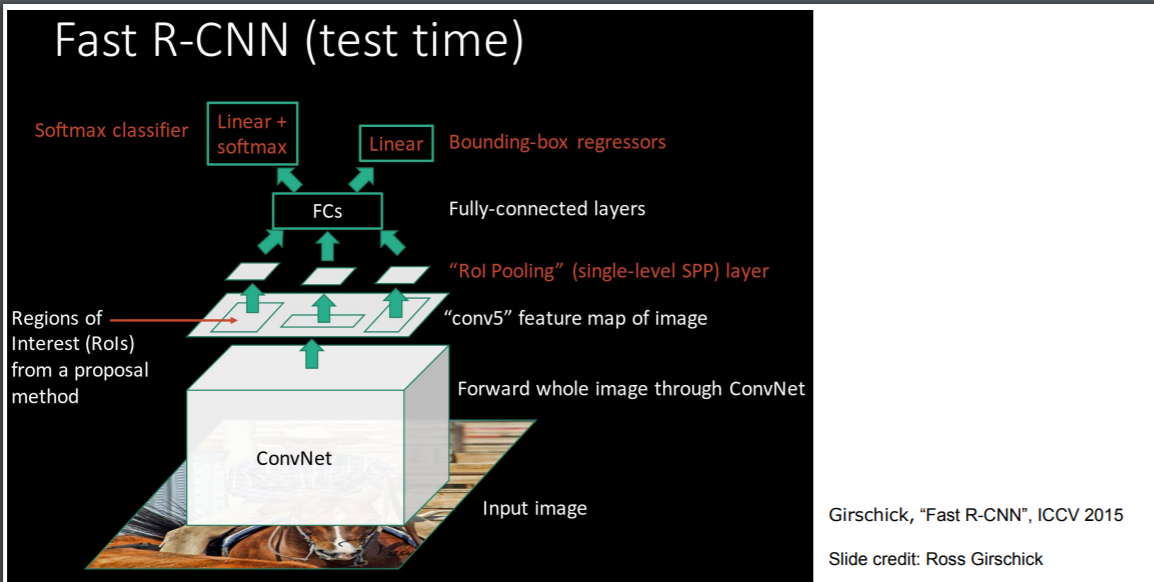 Fast R-CNN (test time)
Softmax classifier
Linear +
softmax
Linear
Bounding-box regressors
FCs
Fully-connected layers
“RoI Pooling” (single-level SPP) layer
Regions of
Interest (RoIs)
from a proposal
method
“conv5” feature map of image
Forward whole image through ConvNet
ConvNet
Input image
Girschick, “Fast R-CNN”, ICCV 2015
Slide credit: Ross Girschick